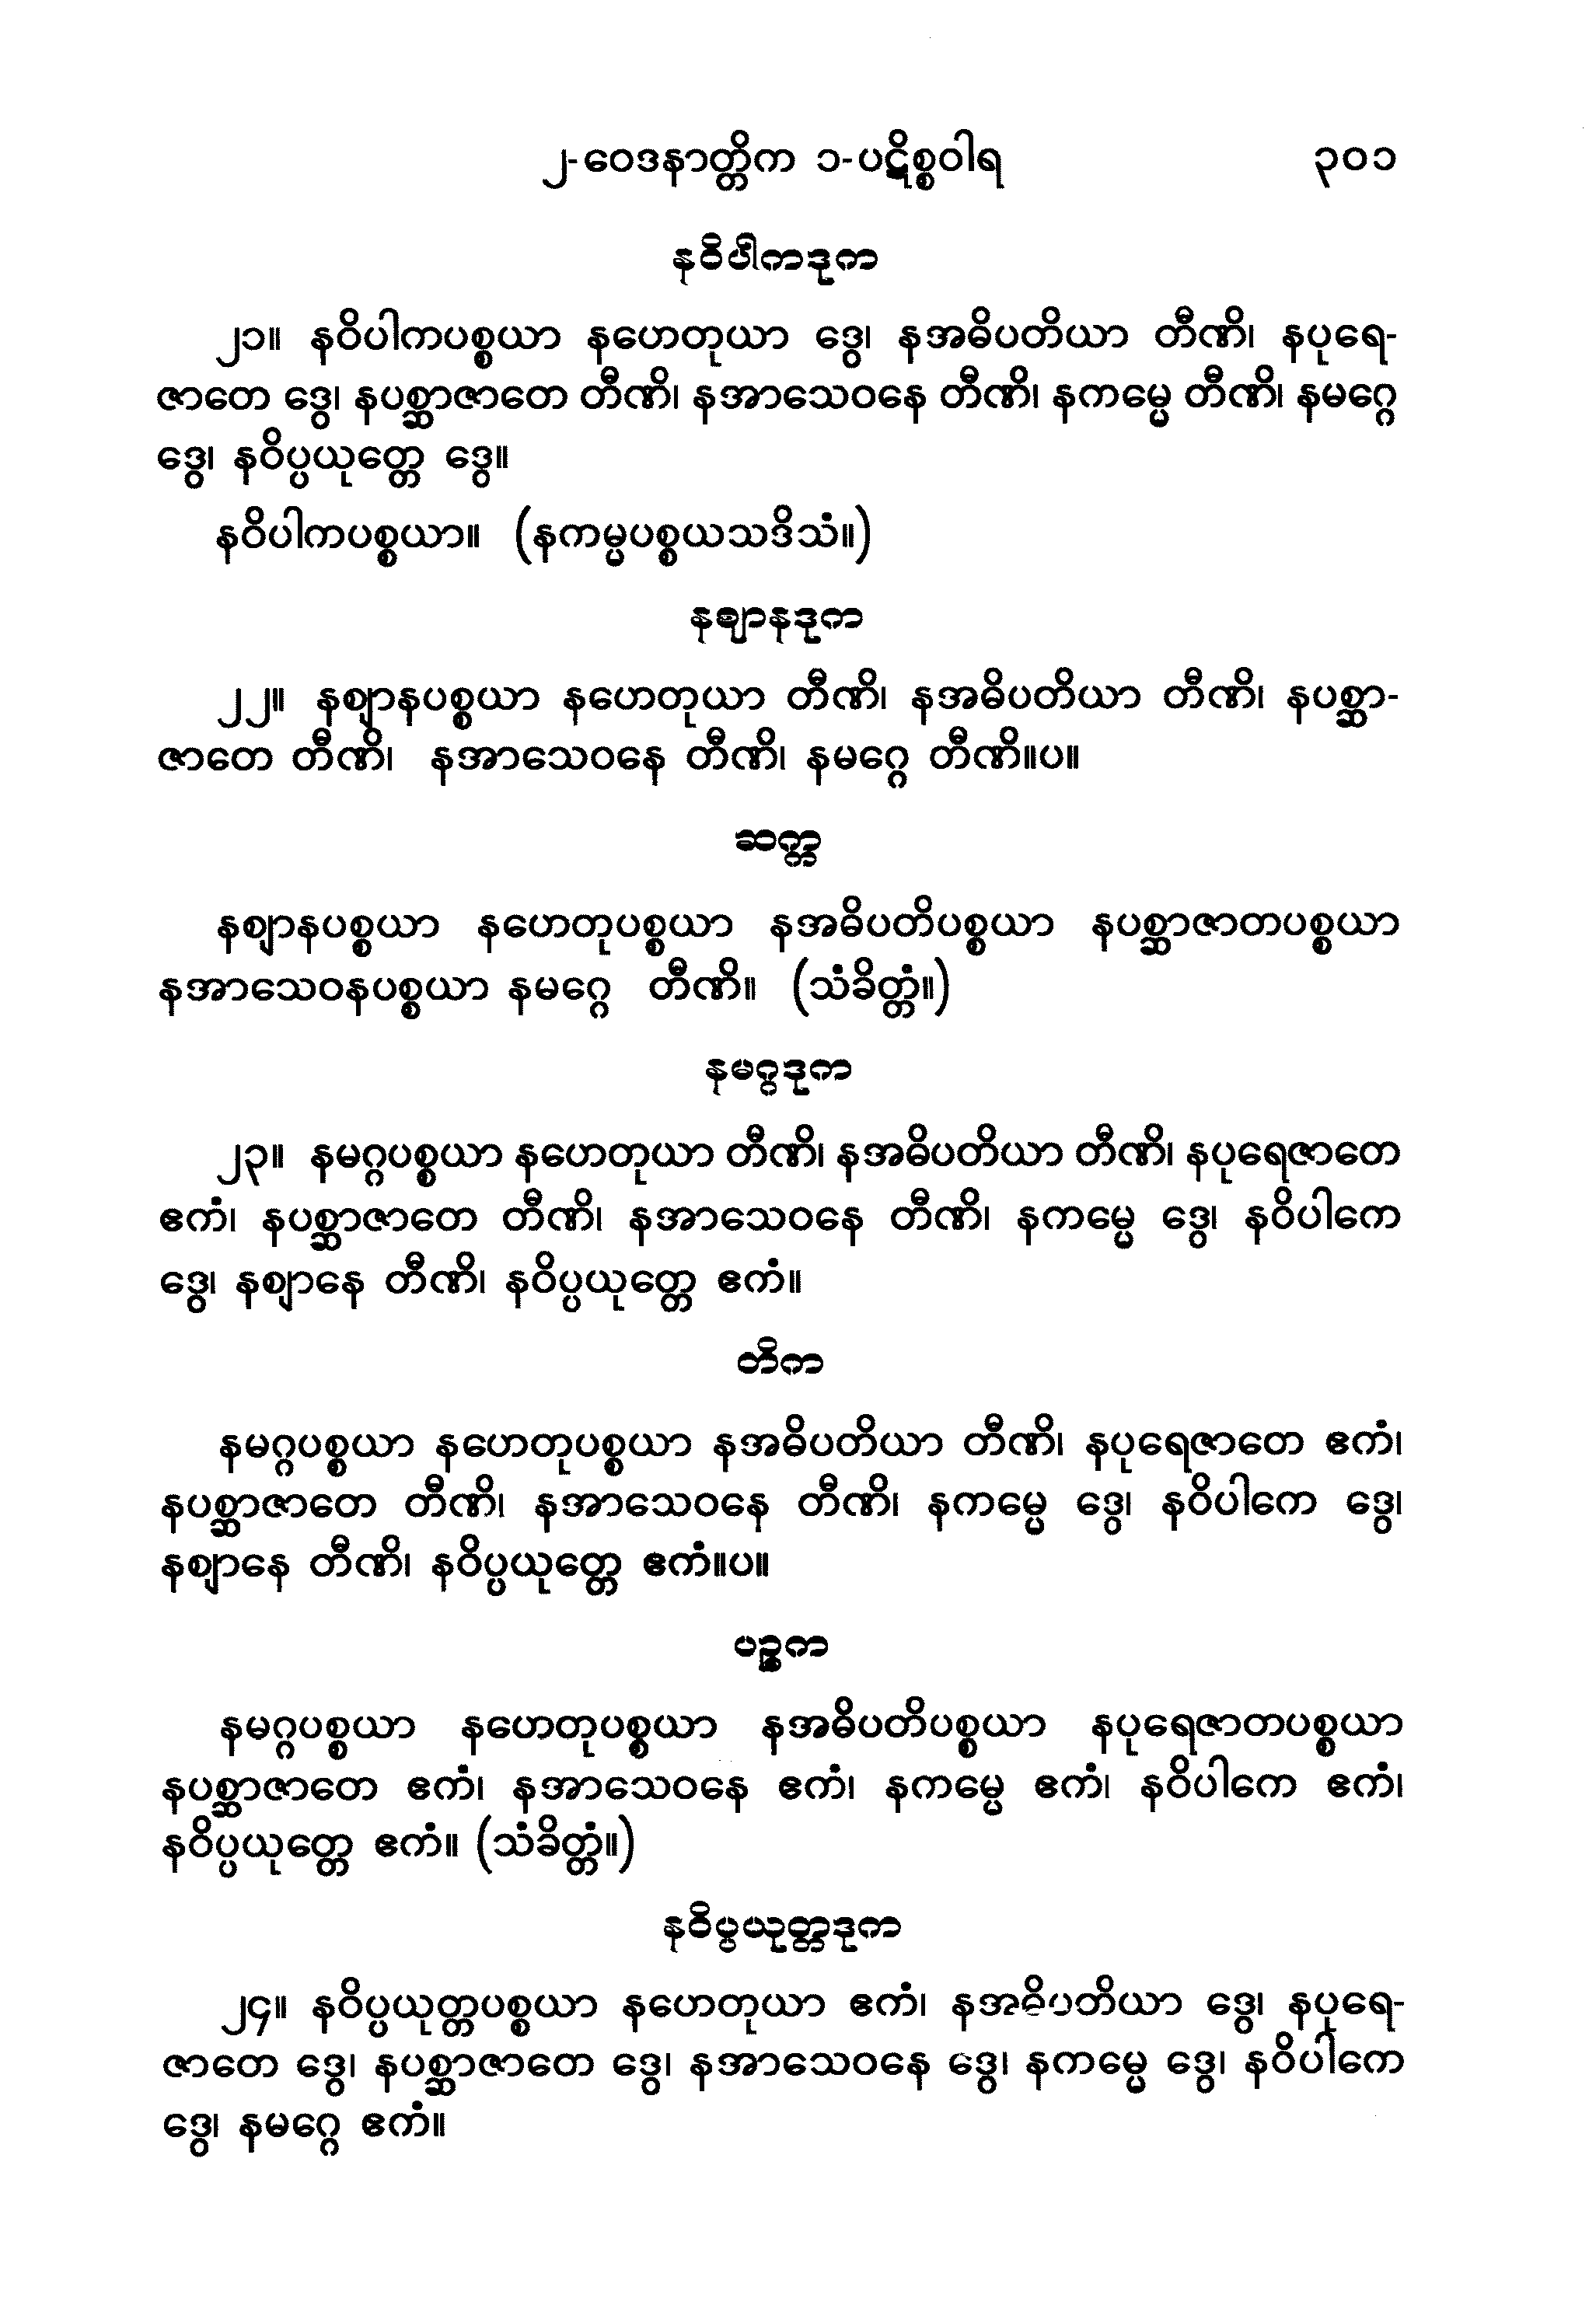 ၂-ဝေဒနာတ္တိက ၁-ပဋိစ္စဝါရ ၃၀၁
နဝိပါကဒုက
၂၁။ နဝိပါကပစ္စယာ နဟေတုယာ ဒွေ၊ နအဓိပတိယာ တီဏိ၊ နပုရေ-
ဇာတေ ဒွေ၊ နပစ္ဆာဇာတေ တီဏိ၊ နအာသေဝနေ တီဏိ၊ နကမ္မေ တီဏိ၊ နမဂ္ဂေ
ဒွေ၊ နဝိပ္ပယုတ္တေ ဒွေ။
နဝိပါကပစ္စယာ။ (နကမ္မပစ္စယသဒိသံ။)
နဈာနဒုက
၂၂။ နဈာနပစ္စယာ နဟေတုယာ တီဏိ၊ နအဓိပတိယာ တီဏိ၊ နပစ္ဆာ-
ဇာတေ တီဏိ၊ နအာသေဝနေ တီဏိ၊ နမဂ္ဂေ တီဏိ။ပ။
ဆက္က
နဈာနပစ္စယာ နဟေတုပစ္စယာ နအဓိပတိပစ္စယာ နပစ္ဆာဇာတပစ္စယာ
နအာသေဝနပစ္စယာ နမဂ္ဂေ တီဏိ။ (သံခိတ္တံ။)
နမဂ္ဂဒုက
၂၃။ နမဂ္ဂပစ္စယာ နဟေတုယာ တီဏိ၊ နအဓိပတိယာ တီဏိ၊ နပုရေဇာတေ
ဧကံ၊ နပစ္ဆာဇာတေ တီဏိ၊ နအာသေဝနေ တီဏိ၊ နကမ္မေ ဒွေ၊ နဝိပါကေ
ဒွေ၊ နဈာနေ တီဏိ၊ နဝိပ္ပယုတ္တေ ဧကံ။
တိက
နမဂ္ဂပစ္စယာ နဟေတုပစ္စယာ နအဓိပတိယာ တီဏိ၊ နပုရေဇာတေ ဧကံ၊
နပစ္ဆာဇာတေ တီဏိ၊ နအာသေဝနေ တီဏိ၊ နကမ္မေ ဒွေ၊ နဝိပါကေ ဒွေ၊
နဈာနေ တီဏိ၊ နဝိပ္ပယုတ္တေ ဧကံ။ပ။
ပဉ္စက
နမဂ္ဂပစ္စယာ နဟေတုပစ္စယာ နအဓိပတိပစ္စယာ နပုရေဇာတပစ္စယာ
နပစ္ဆာဇာတေ ဧကံ၊ နအာသေဝနေ ဧကံ၊ နကမ္မေ ဧကံ၊ နဝိပါကေ ဧကံ၊
နဝိပ္ပယုတ္တေ ဧကံ။ (သံခိတ္တံ။)
နဝိပ္ပယုတ္တဒုက
၂၄။ နဝိပ္ပယုတ္တပစ္စယာ နဟေတုယာ ဧကံ၊ နအဓိပတိယာ ဒွေ၊ နပုရေ-
ဇာတေ ဒွေ၊ နပစ္ဆာဇာတေ ဒွေ၊ နအာသေဝနေ ဒွေ၊ နကမ္မေ ဒွေ၊ နဝိပါကေ
ဒွေ၊ နမဂ္ဂေ ဧကံ။